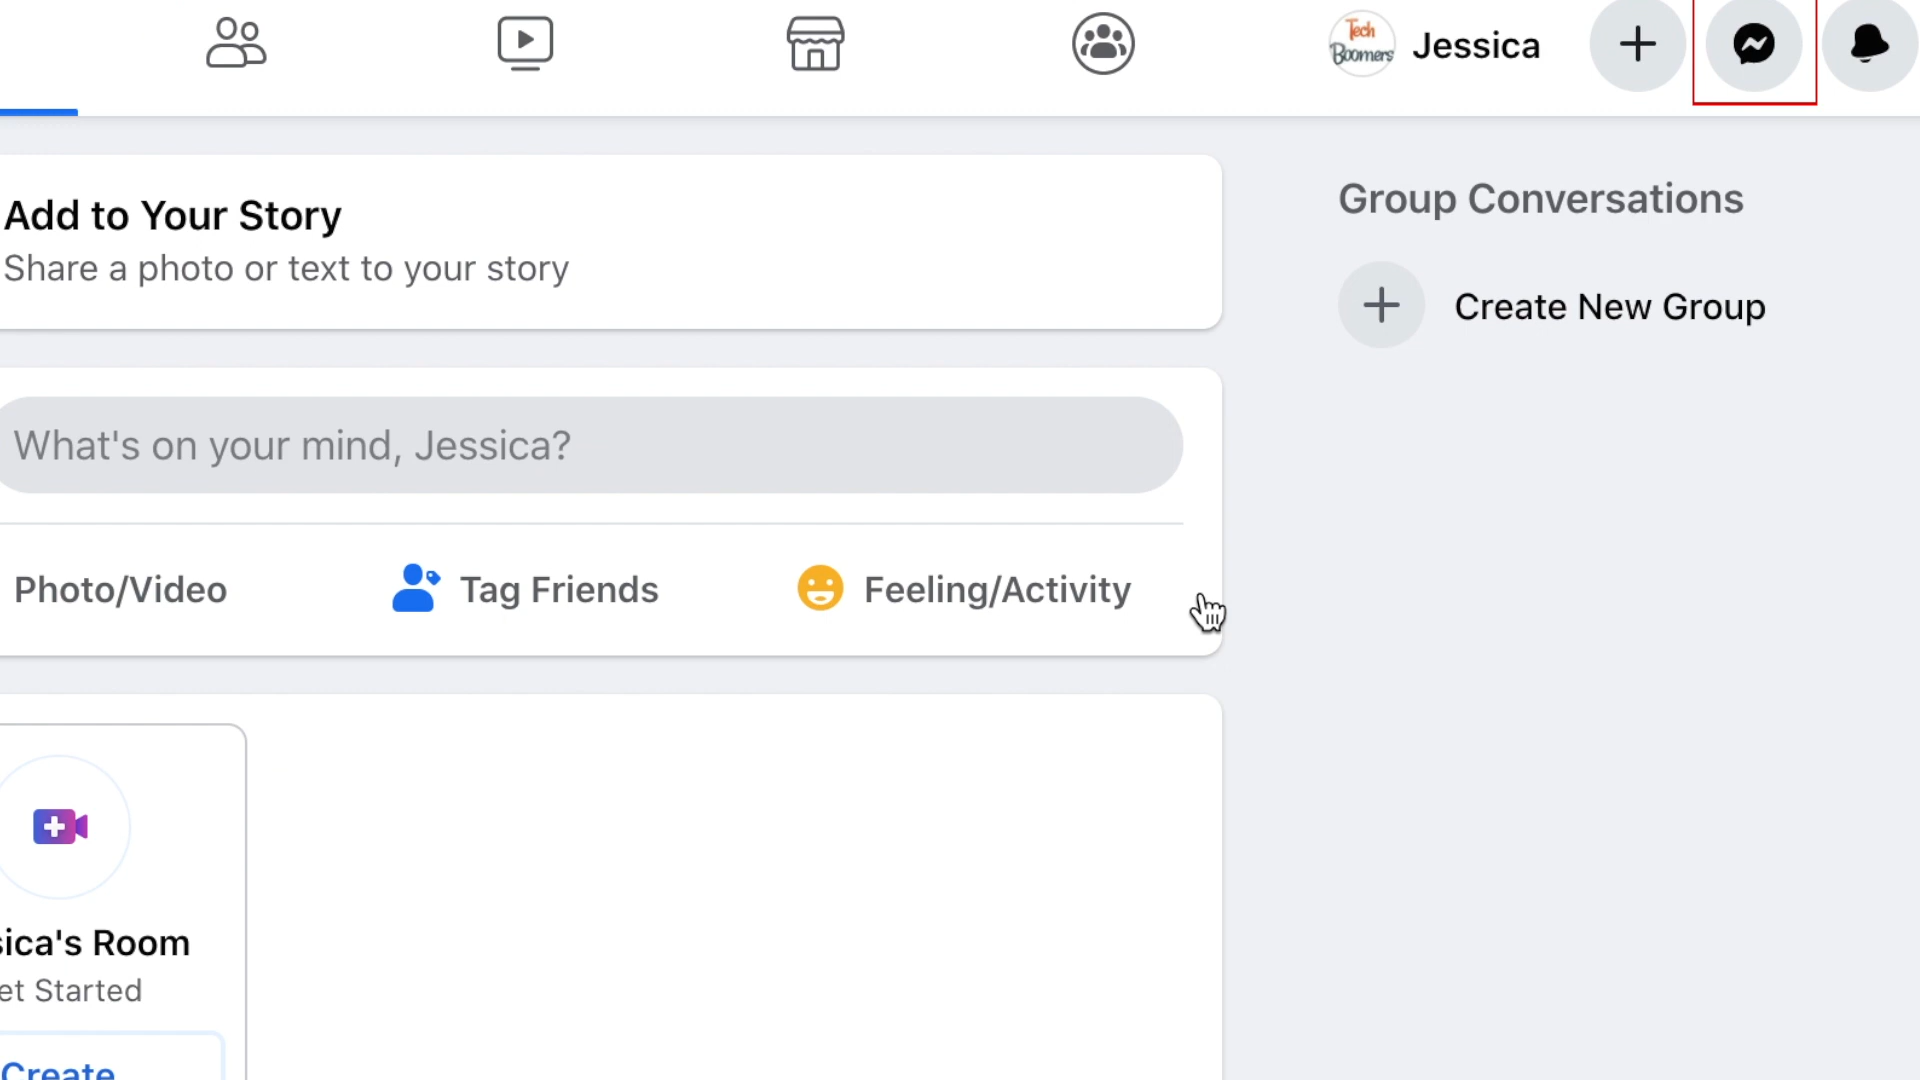 Tech
Boomers
Jessica
Add to Your Story
Share a photo or text to your story
Group Conversations
Create New Group
What's on your mind, Jessica?
Photo/Video
Tag Friends
Feeling/Activity
sica's Room
et Started
Create